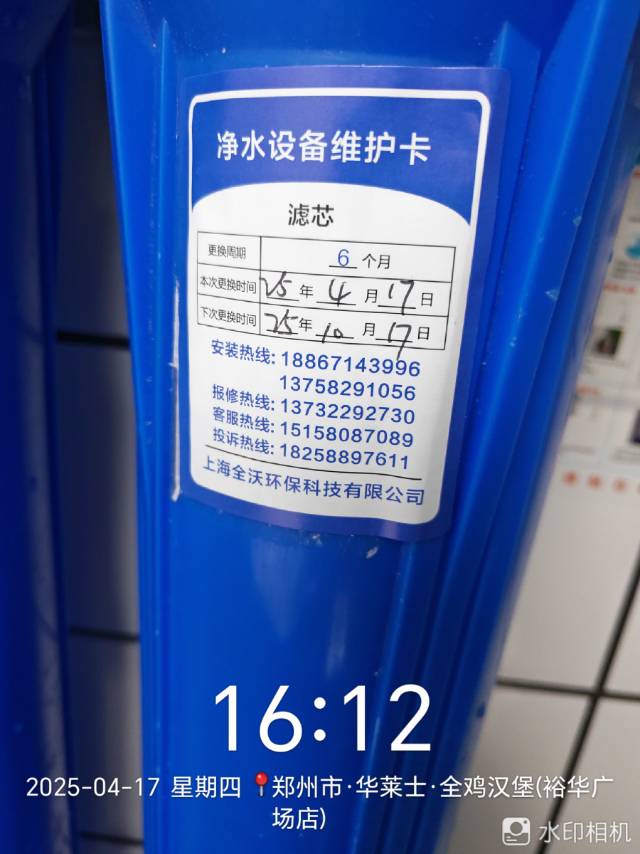 净水设备维护卡
滤芯
更换周期 6 个月
本次更换时间 25 年 4 月 17 日
下次更换时间 25 年 10 月 17 日
安装热线: 18867143996
13758291056
报修热线: 13732292730
客服热线: 15158087089
投诉热线: 18258897611
上海全沃环保科技有限公司
16:12
2025-04-17 星期四 📍郑州市·华莱士·全鸡汉堡(裕华广
场店)
水印相机